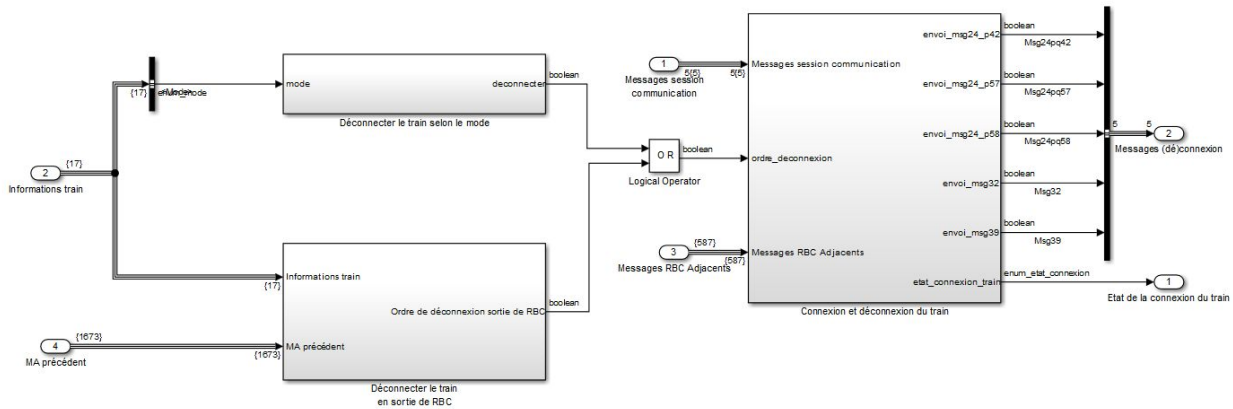 {17}
enum_mode
mode
deconnecter
boolean
Déconnecter le train selon le mode
2
{17}
Informations train
Informations train
{17}
Ordre de déconnexion sortie de RBC
boolean
4
{1673}
{1673}
MA précédent
MA précédent
Déconnecter le train
en sortie de RBC
O R
boolean
Logical Operator
1
5{5}
5{5}
Messages session
communication
Messages session communication
ordre_deconnexion
3
{587}
{587}
Messages RBC Adjacents
Messages RBC Adjacents
envoi_msg24_p42
boolean
Msg24pq42
envoi_msg24_p57
boolean
Msg24pq57
envoi_msg24_p58
boolean
Msg24pq58
envoi_msg32
boolean
Msg32
envoi_msg39
boolean
Msg39
etat_connexion_train
enum_etat_connexion
Connexion et déconnexion du train
5
5
2
Messages (dé)connexion
1
Etat de la connexion du train